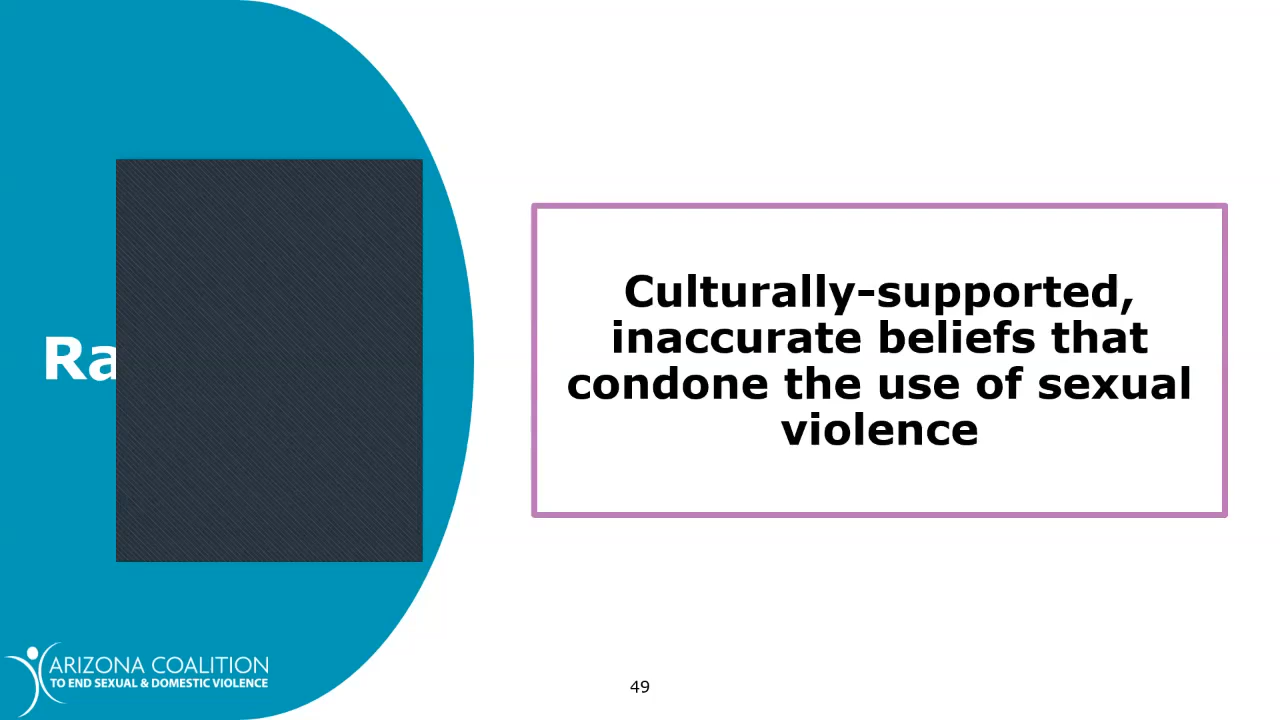 Ra
Culturally-supported,
inaccurate beliefs that
condone the use of sexual
violence
ARIZONA COALITION
TO END SEXUAL & DOMESTIC VIOLENCE
49